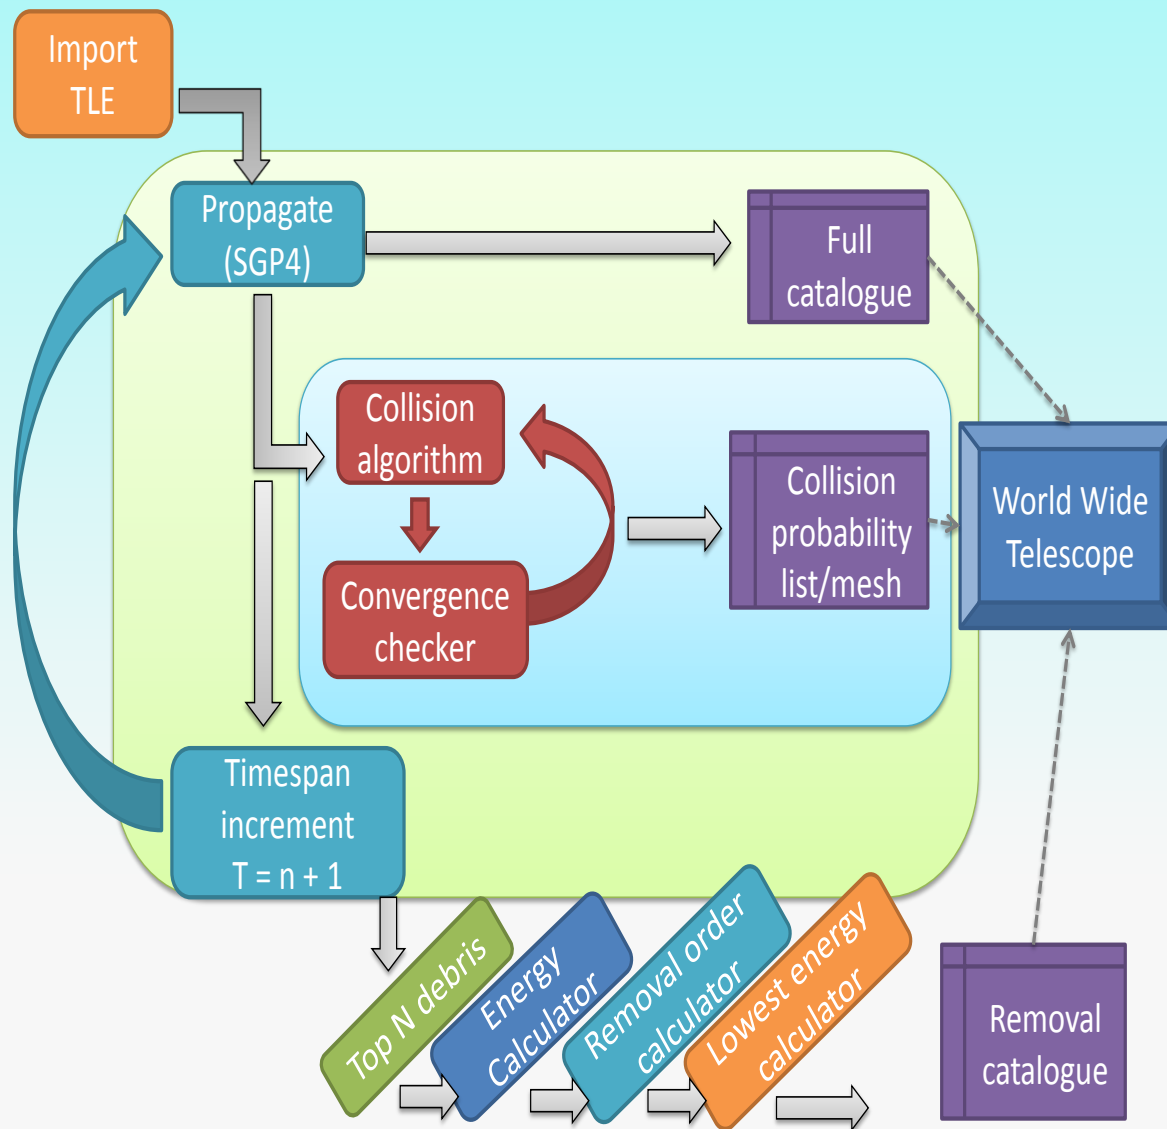 Import
TLE
Propagate
(SGP4)
Full
catalogue
Collision
algorithm
Convergence
checker
Collision
probability
list/mesh
World Wide
Telescope
Timespan
increment
T = n + 1
Top N debris
Energy
Calculator
Removal order
calculator
Lowest energy
calculator
Removal
catalogue